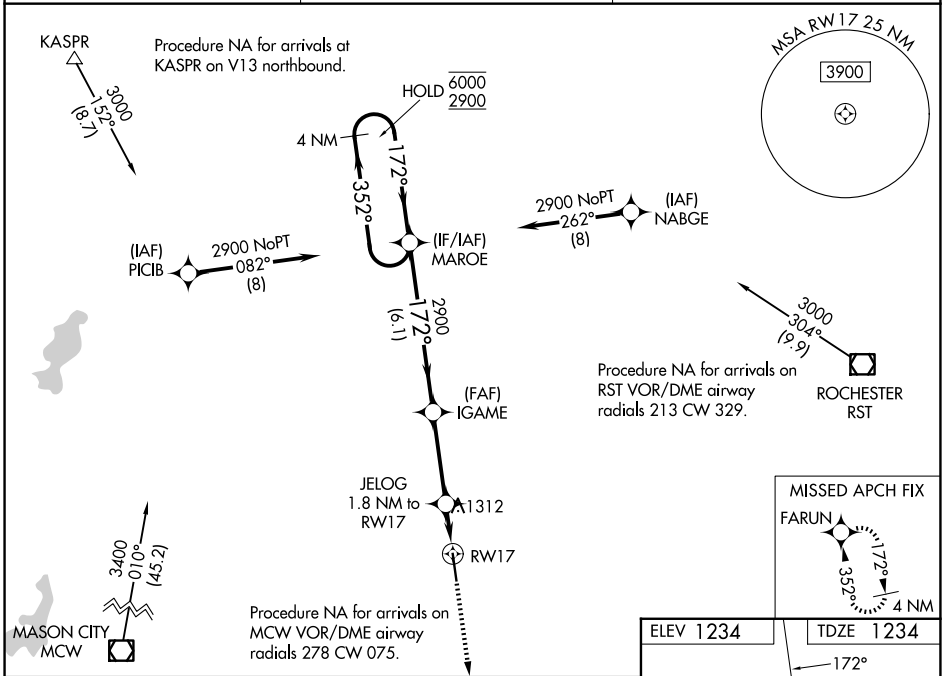 KASPR
3000
152°
(8.7)
Procedure NA for arrivals at
KASPR on V13 northbound.
HOLD 6000
2900
4 NM
172°
352°
MSA RW17 25 NM
3900
(IAF)
PICIB
2900 NoPT
082°
(8)
(IF/IAF)
MAROE
2900 NoPT
262°
(8)
(IAF)
NABGE
2900
172°
(6.1)
3000
304°
(9.9)
ROCHESTER
RST
Procedure NA for arrivals on
RST VOR/DME airway
radials 213 CW 329.
(FAF)
IGAME
JELOG
1.8 NM to
RW17
1312
RW17
3400
010°
(45.2)
MASON CITY
MCW
Procedure NA for arrivals on
MCW VOR/DME airway
radials 278 CW 075.
MISSED APCH FIX
FARUN
172°
352°
4 NM
ELEV 1234
TDZE 1234
172°